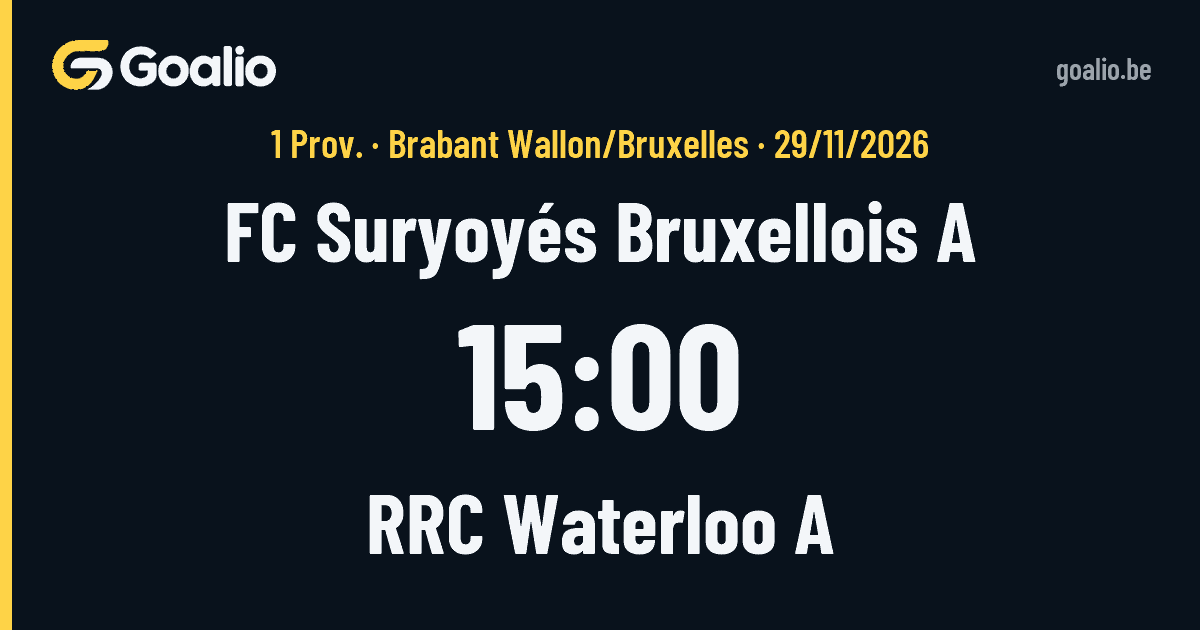 Goalio
goalio.be
1 Prov. · Brabant Wallon/Bruxelles · 29/11/2026
FC Suryoyés Bruxellois A
15:00
RRC Waterloo A